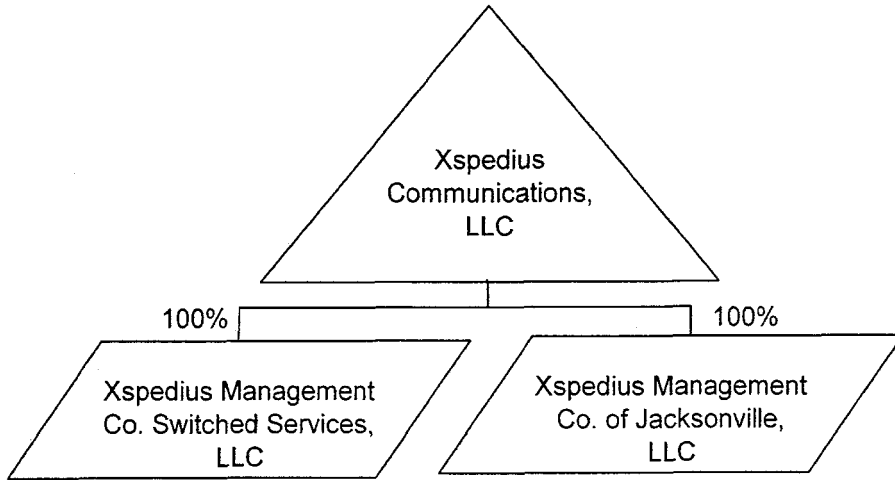 Xspedius
Communications,
LLC
100%
100%
Xspedius Management
Co. Switched Services,
LLC
Xspedius Management
Co. of Jacksonville,
LLC